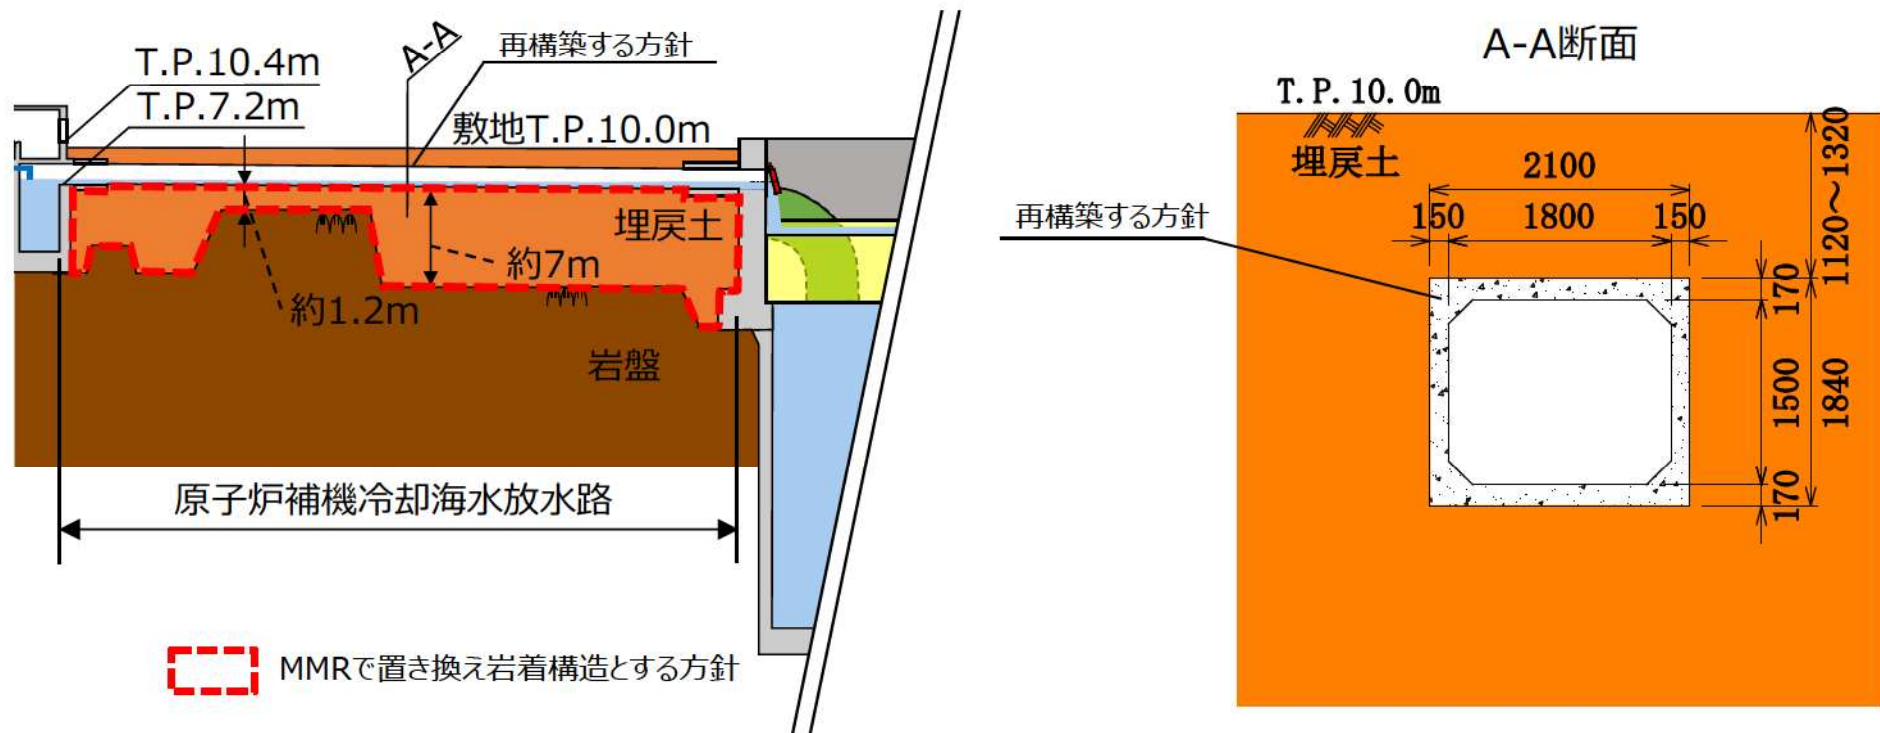 T.P.10.4m
T.P.7.2m
A-A
再構築する方針
敷地T.P.10.0m
埋戻土
約7m
約1.2m
岩盤
原子炉補機冷却海水放水路
MMRで置き換え岩着構造とする方針
A-A断面
T.P.10.0m
埋戻土
1120～1320
2100
150
1800
150
再構築する方針
170
1500
1840
170